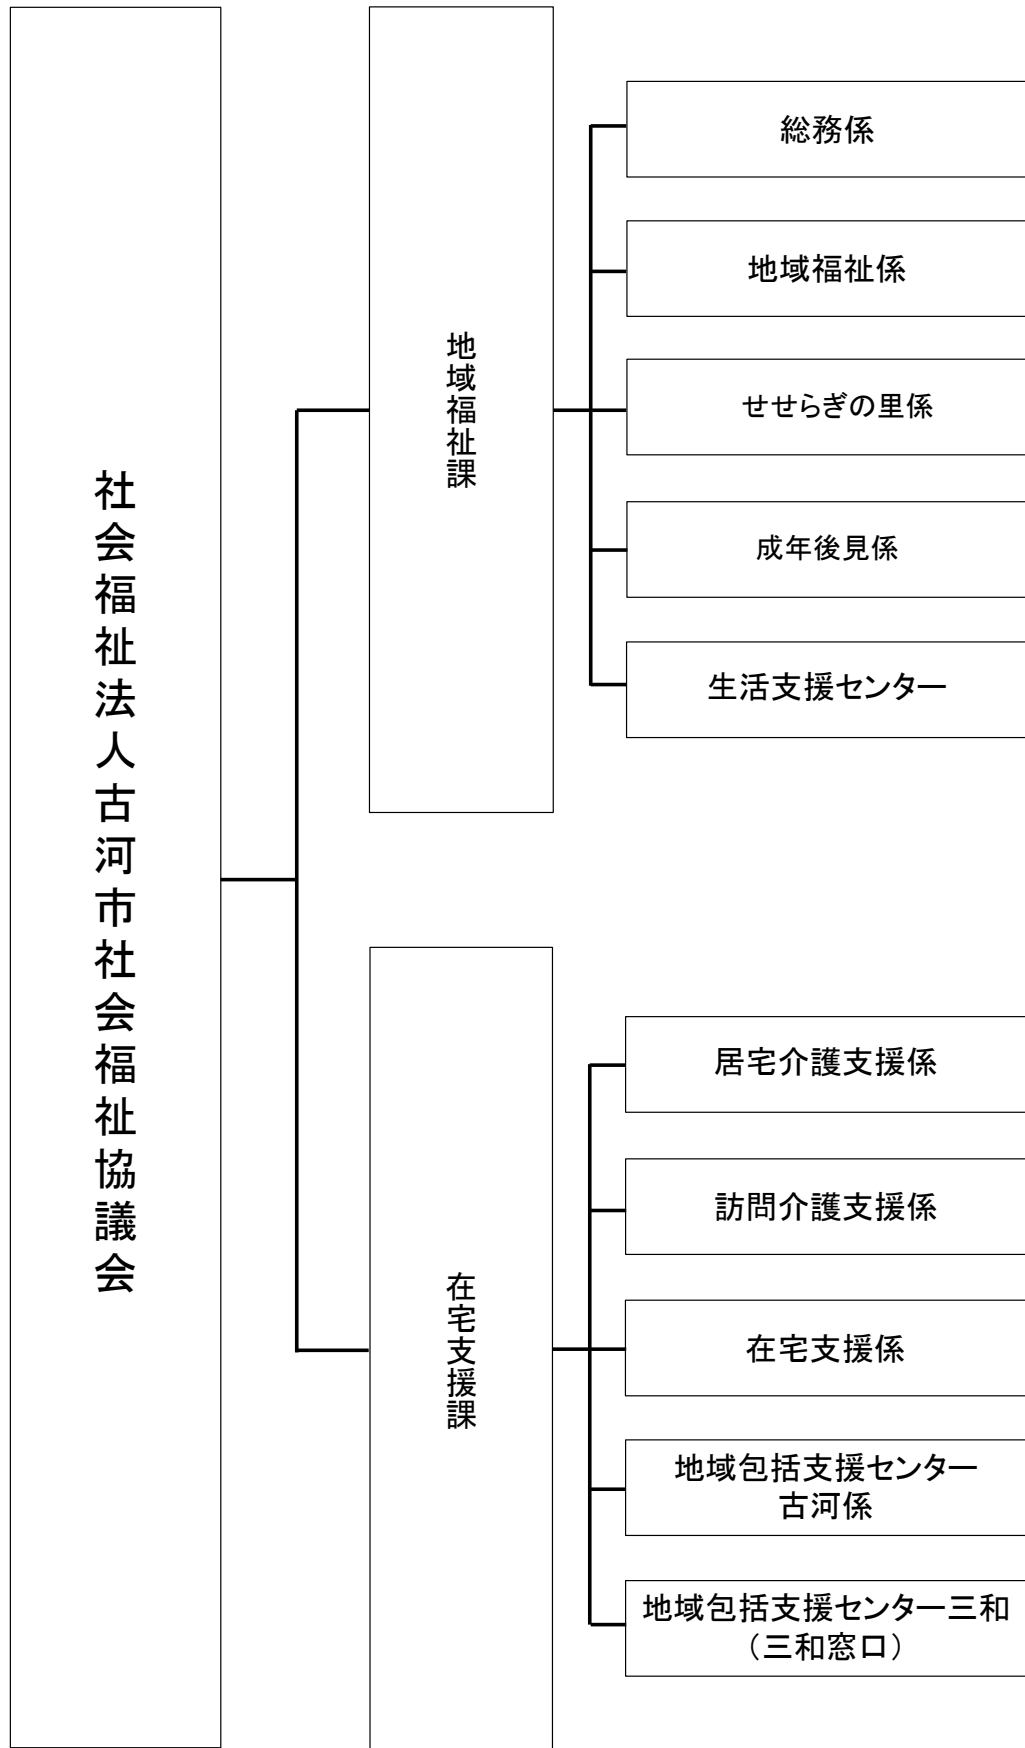 社会福祉法人古河市社会福祉協議会
地域福祉課
総務係
地域福祉係
せせらぎの里係
成年後見係
生活支援センター
在宅支援課
居宅介護支援係
訪問介護支援係
在宅支援係
地域包括支援センター
古河係
地域包括支援センター三和
（三和窓口）